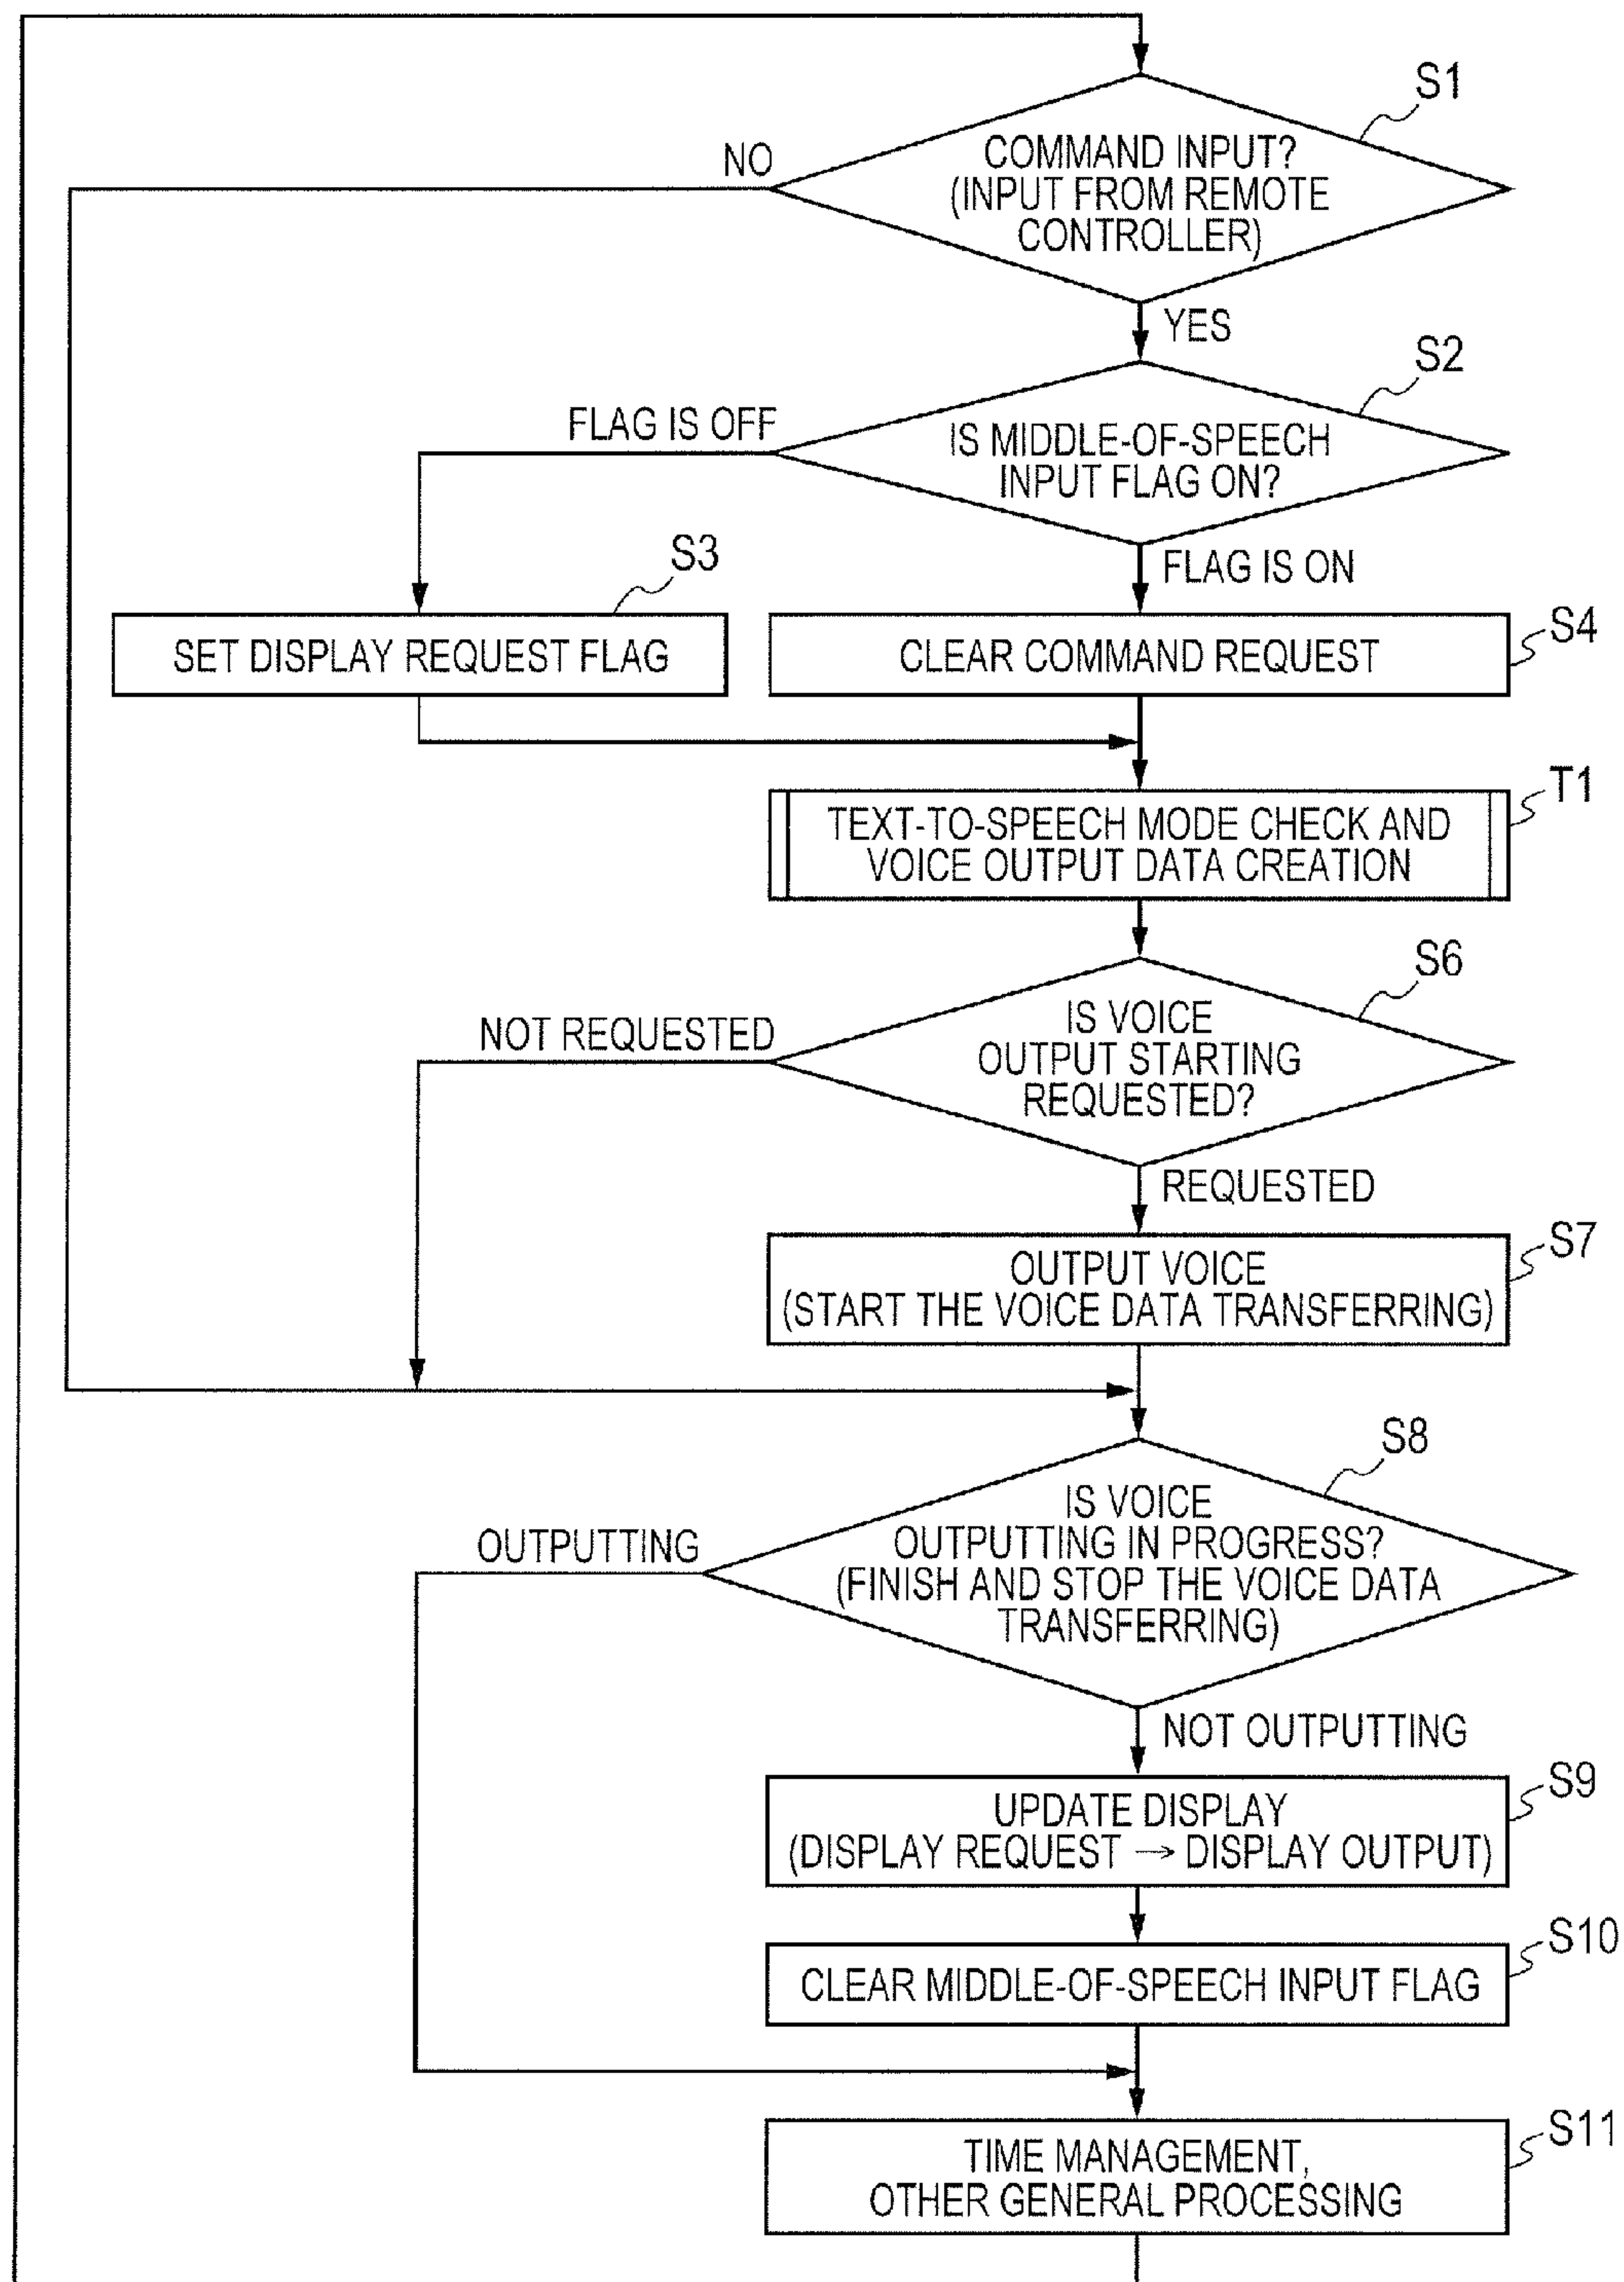 S1
COMMAND INPUT?
(INPUT FROM REMOTE
CONTROLLER)
NO
YES
S2
IS MIDDLE-OF-SPEECH
INPUT FLAG ON?
FLAG IS OFF
FLAG IS ON
S3
SET DISPLAY REQUEST FLAG
S4
CLEAR COMMAND REQUEST
T1
TEXT-TO-SPEECH MODE CHECK AND
VOICE OUTPUT DATA CREATION
S6
IS VOICE
OUTPUT STARTING
REQUESTED?
NOT REQUESTED
REQUESTED
S7
OUTPUT VOICE
(START THE VOICE DATA TRANSFERRING)
S8
IS VOICE
OUTPUTTING IN PROGRESS?
(FINISH AND STOP THE VOICE DATA
TRANSFERRING)
OUTPUTTING
NOT OUTPUTTING
S9
UPDATE DISPLAY
(DISPLAY REQUEST → DISPLAY OUTPUT)
S10
CLEAR MIDDLE-OF-SPEECH INPUT FLAG
S11
TIME MANAGEMENT,
OTHER GENERAL PROCESSING